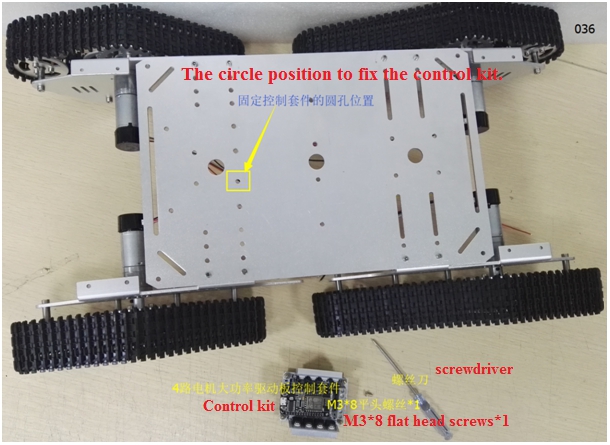 036
The circle position to fix the control kit.
固定控制套件的圆孔位置
螺丝刀
screwdriver
4路电机大功率驱动板控制套件
Control kit
M3*8平头螺丝*1
M3*8 flat head screws*1